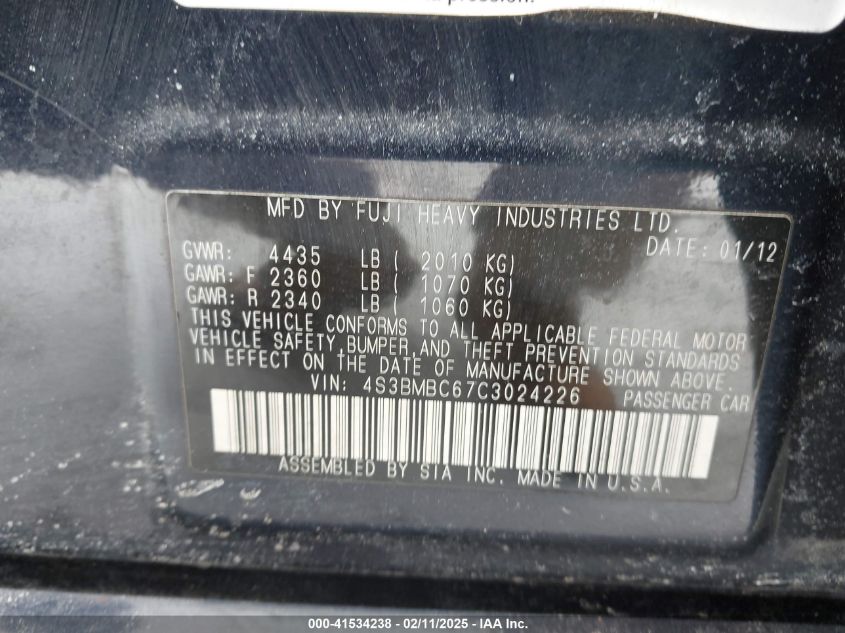 pression.
MFD BY FUJI HEAVY INDUSTRIES LTD.
DATE: 01/12
GVWR: 4435 LB ( 2010 KG)
GAWR: F 2360 LB ( 1070 KG)
GAWR: R 2340 LB ( 1060 KG)
THIS VEHICLE CONFORMS TO ALL APPLICABLE FEDERAL MOTOR
VEHICLE SAFETY,BUMPER,AND THEFT PREVENTION STANDARDS
IN EFFECT ON THE DATE OF MANUFACTURE SHOWN ABOVE.
VIN: 4S3BMBC67C3024226 PASSENGER CAR
ASSEMBLED BY SIA INC. MADE IN U.S.A.
000-41534238 - 02/11/2025 - IAA Inc.